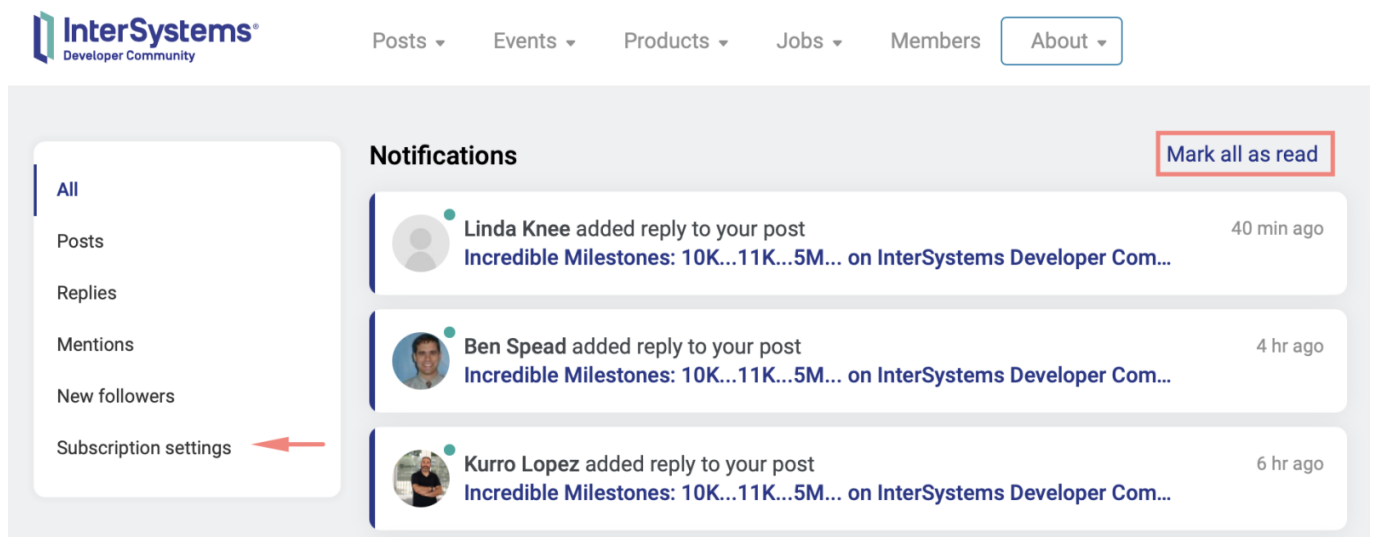 InterSystems®
Developer Community
Posts
Events
Products
Jobs
Members
About
All
Posts
Replies
Mentions
New followers
Subscription settings
Notifications
Mark all as read
Linda Knee added reply to your post
40 min ago
Incredible Milestones: 10K...11K...5M... on InterSystems Developer Com...
Ben Spead added reply to your post
4 hr ago
Incredible Milestones: 10K...11K...5M... on InterSystems Developer Com...
Kurro Lopez added reply to your post
6 hr ago
Incredible Milestones: 10K...11K...5M... on InterSystems Developer Com...